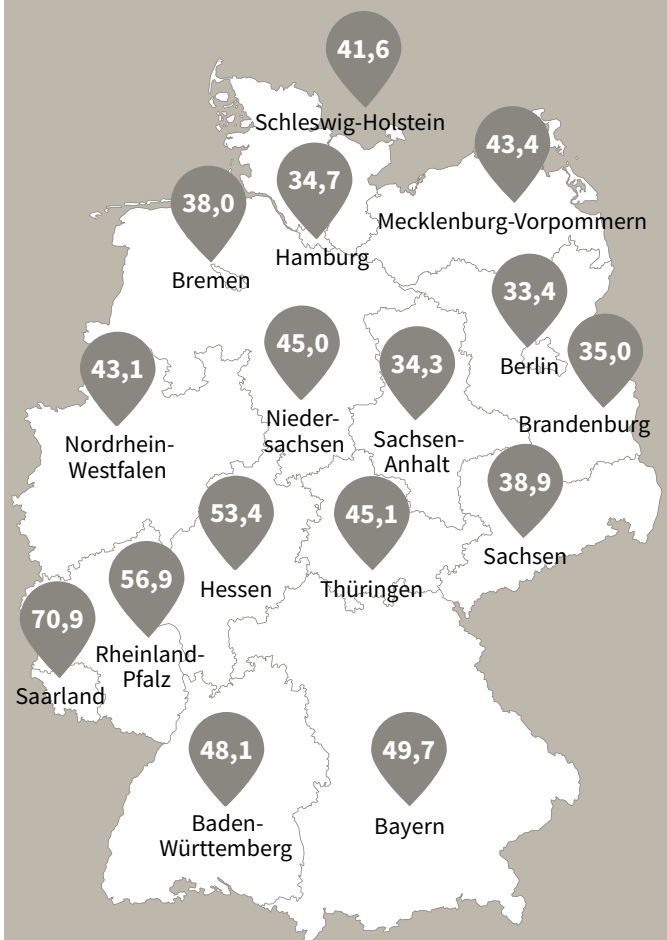 41,6
Schleswig-Holstein
43,4
Mecklenburg-Vorpommern
34,7
Hamburg
38,0
Bremen
33,4
Berlin
45,0
Nieder-
sachsen
34,3
Sachsen-
Anhalt
35,0
Brandenburg
43,1
Nordrhein-
Westfalen
38,9
Sachsen
53,4
Hessen
45,1
Thüringen
56,9
Rheinland-
Pfalz
70,9
Saarland
48,1
Baden-
Württemberg
49,7
Bayern